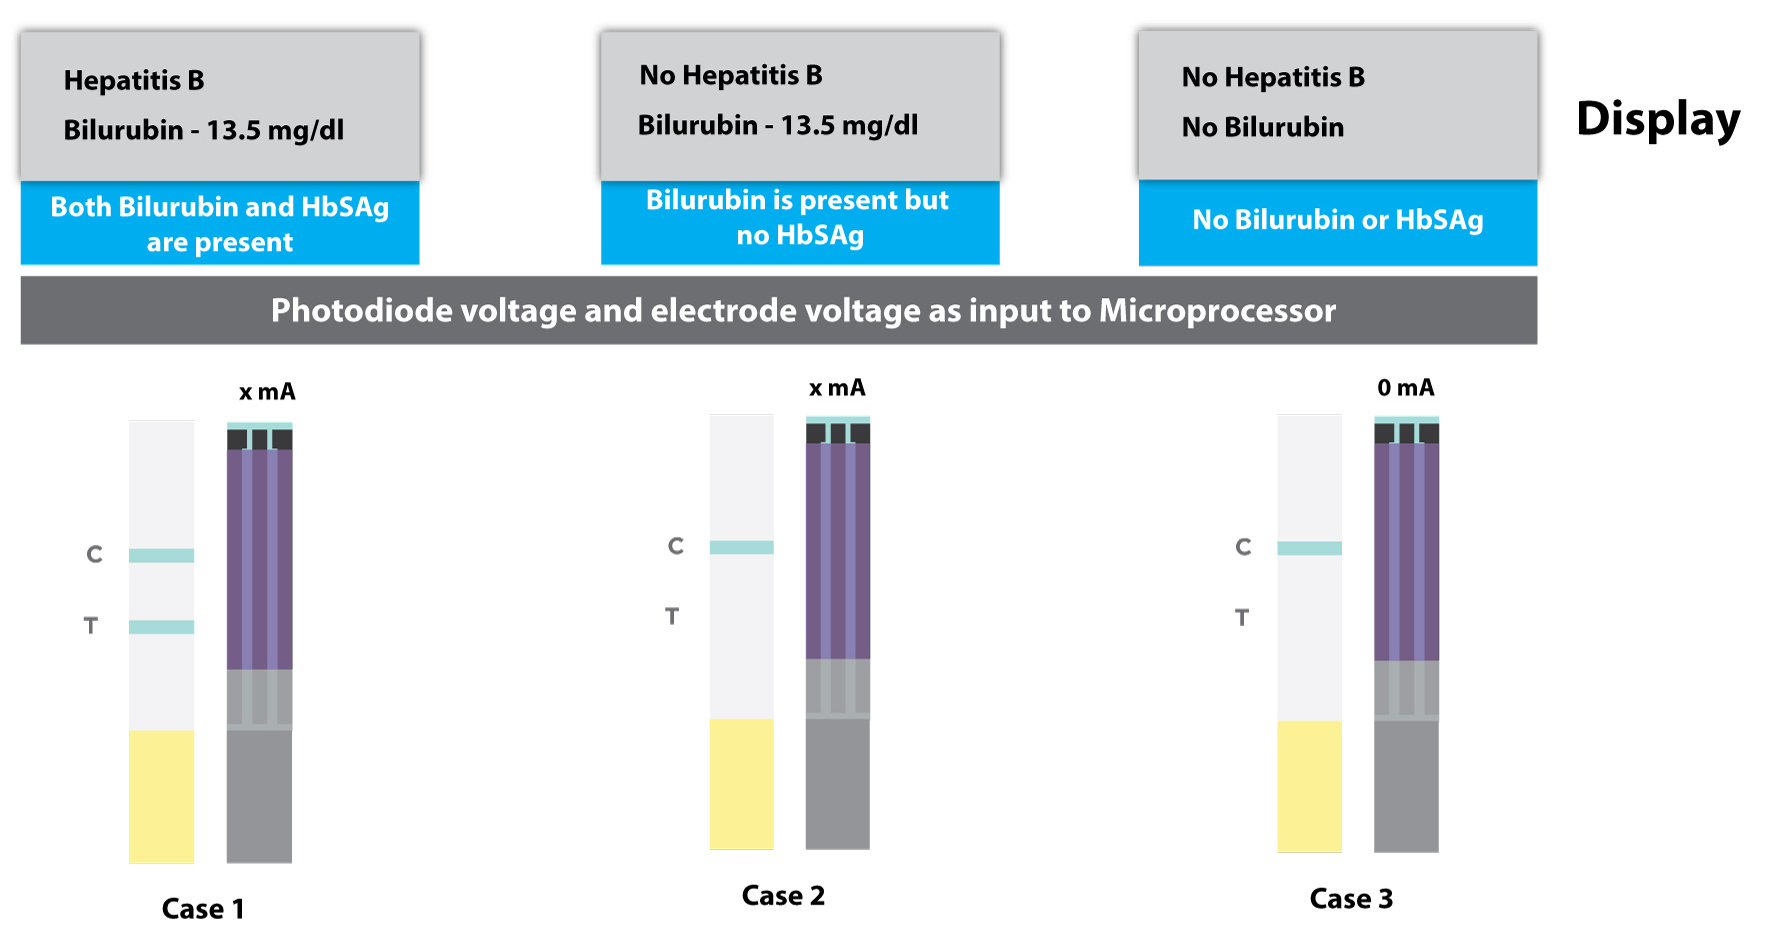 Hepatitis B
Bilurubin - 13.5 mg/dl
Both Bilurubin and HbSAg
are present
No Hepatitis B
Bilurubin - 13.5 mg/dl
Bilurubin is present but
no HbSAg
No Hepatitis B
No Bilurubin
No Bilurubin or HbSAg
Display
Photodiode voltage and electrode voltage as input to Microprocessor
x mA
C
T
Case 1
x mA
C
T
Case 2
0 mA
C
T
Case 3